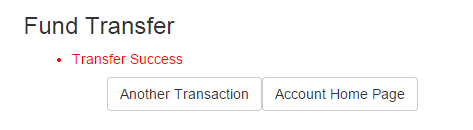 Fund Transfer
Transfer Success
Another Transaction Account Home Page